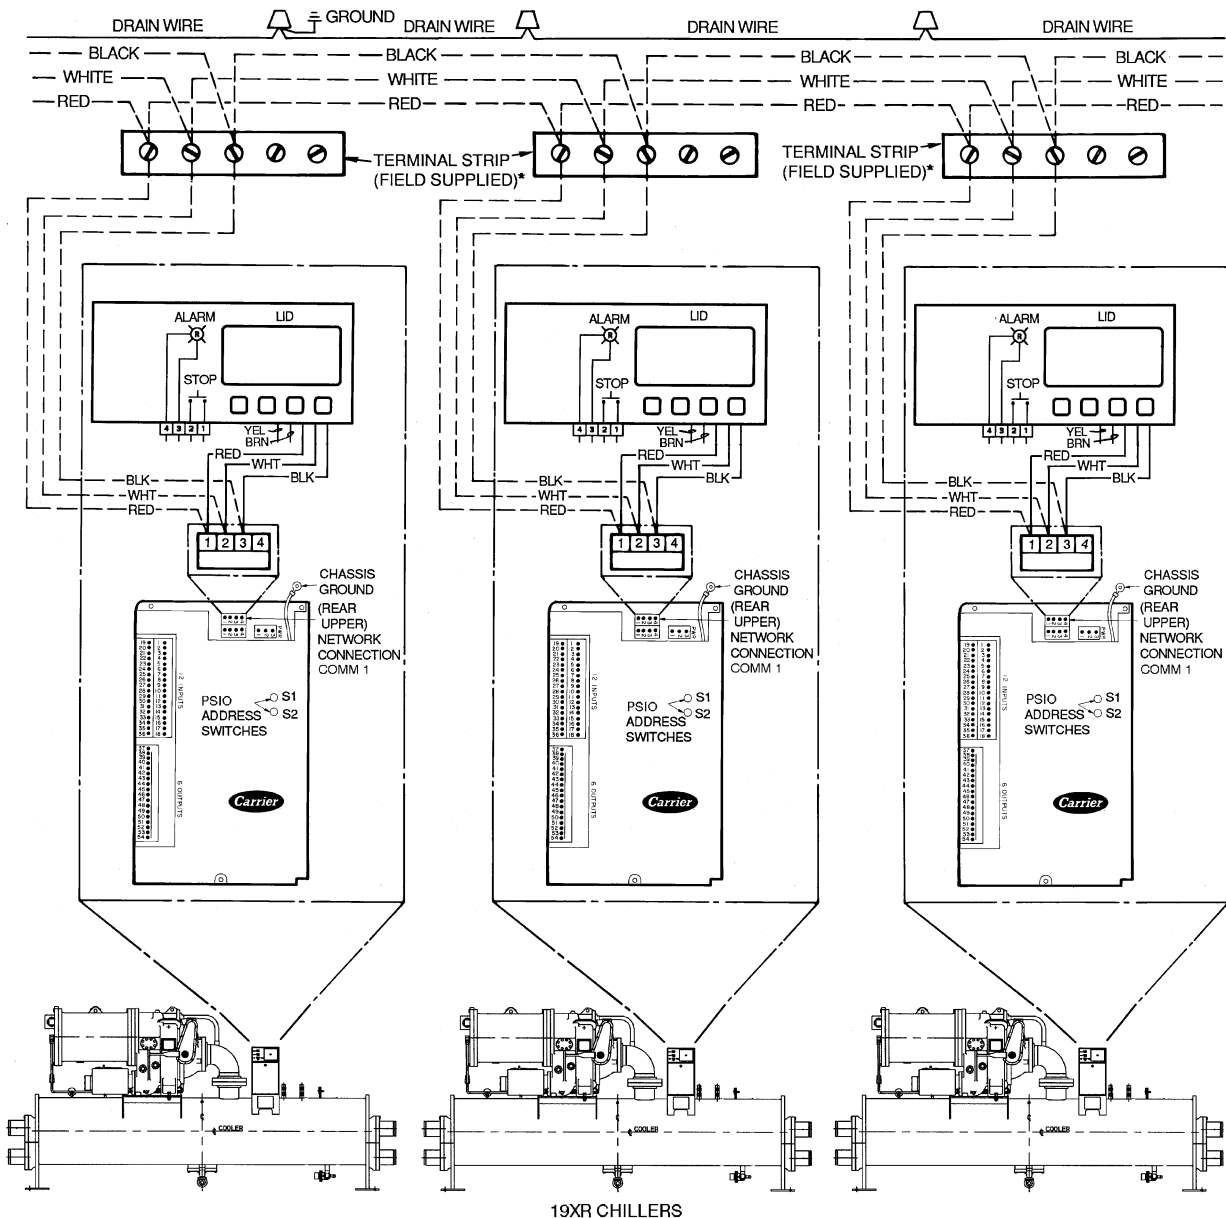 DRAIN WIRE GROUND DRAIN WIRE DRAIN WIRE DRAIN WIRE
BLACK BLACK BLACK BLACK
WHITE WHITE WHITE WHITE
RED RED RED RED
TERMINAL STRIP
(FIELD SUPPLIED)*
TERMINAL STRIP
(FIELD SUPPLIED)*
ALARM LID
R
STOP
4 3 2 1
YEL
BRN
RED
WHT
BLK
BLK
WHT
RED
1 2 3 4
CHASSIS
GROUND
(REAR
UPPER)
NETWORK
CONNECTION
COMM 1
12 INPUTS
PSIO
ADDRESS
SWITCHES
S1
S2
6 OUTPUTS
Carrier
COOLER
ALARM LID
R
STOP
4 3 2 1
YEL
BRN
RED
WHT
BLK
BLK
WHT
RED
1 2 3 4
CHASSIS
GROUND
(REAR
UPPER)
NETWORK
CONNECTION
COMM 1
12 INPUTS
PSIO
ADDRESS
SWITCHES
S1
S2
6 OUTPUTS
Carrier
COOLER
ALARM LID
R
STOP
4 3 2 1
YEL
BRN
RED
WHT
BLK
BLK
WHT
RED
1 2 3 4
CHASSIS
GROUND
(REAR
UPPER)
NETWORK
CONNECTION
COMM 1
12 INPUTS
PSIO
ADDRESS
SWITCHES
S1
S2
6 OUTPUTS
Carrier
COOLER
19XR CHILLERS